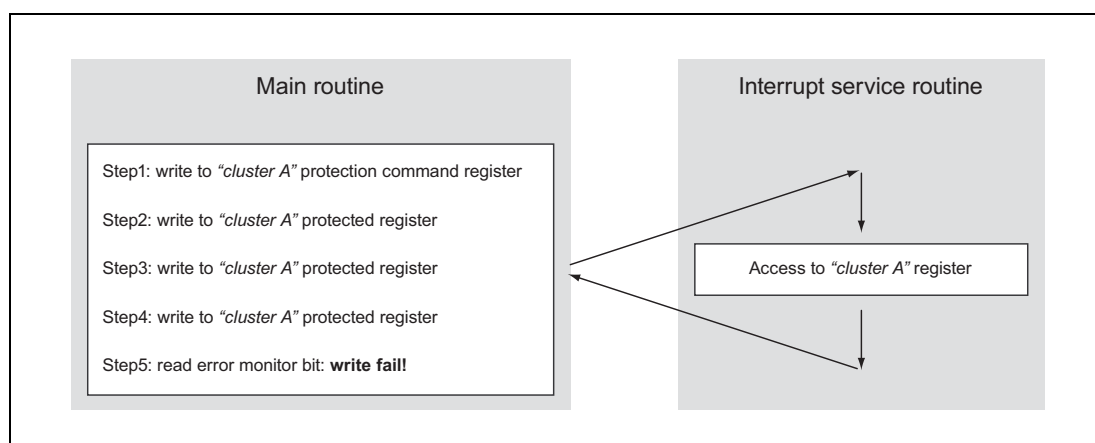 Main routine
Step1: write to “cluster A” protection command register
Step2: write to “cluster A” protected register
Step3: write to “cluster A” protected register
Step4: write to “cluster A” protected register
Step5: read error monitor bit: write fail!
Interrupt service routine
Access to “cluster A” register